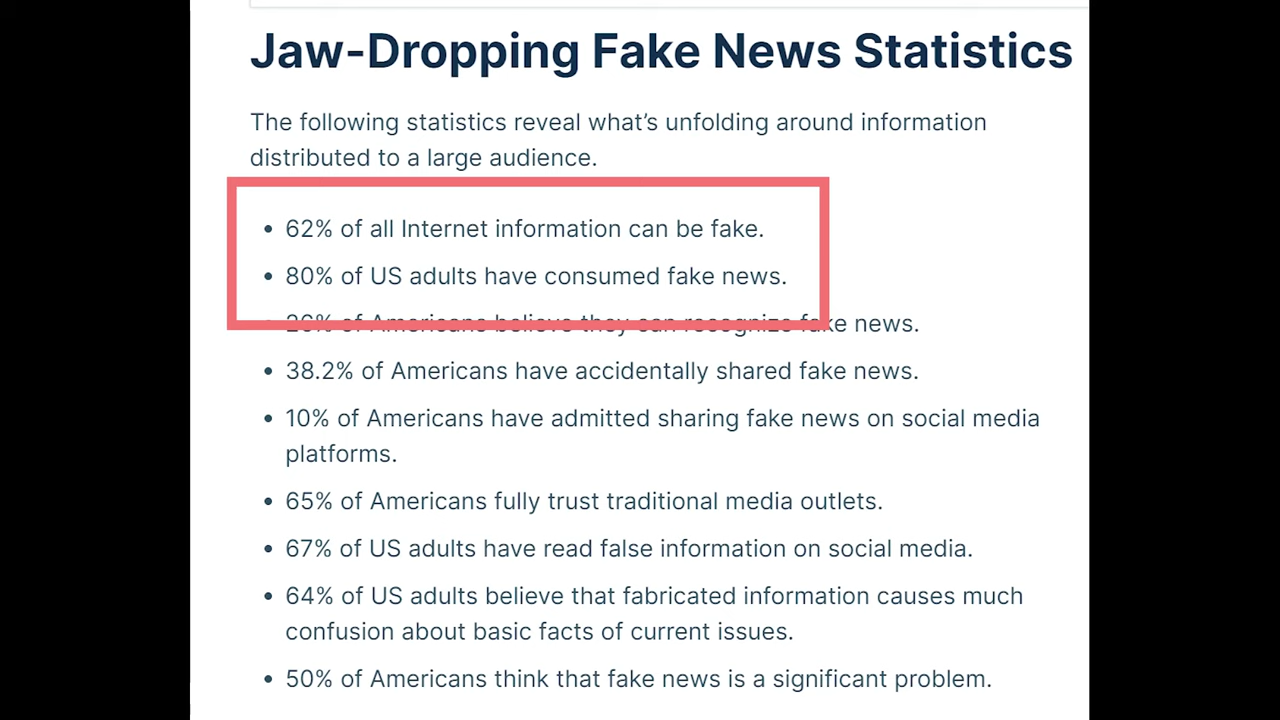 Jaw-Dropping Fake News Statistics
The following statistics reveal what's unfolding around information
distributed to a large audience.
• 62% of all Internet information can be fake.
• 80% of US adults have consumed fake news.
• 26% of Americans believe they can recognize fake news.
• 38.2% of Americans have accidentally shared fake news.
• 10% of Americans have admitted sharing fake news on social media
platforms.
• 65% of Americans fully trust traditional media outlets.
• 67% of US adults have read false information on social media.
• 64% of US adults believe that fabricated information causes much
confusion about basic facts of current issues.
• 50% of Americans think that fake news is a significant problem.